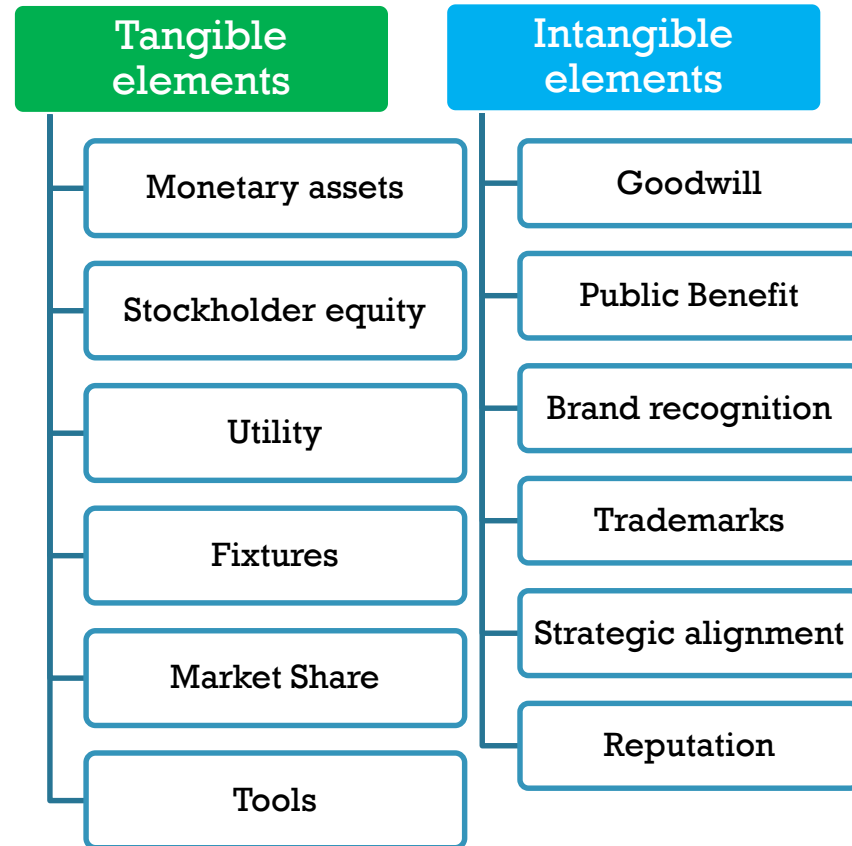 Tangible
elements
Monetary assets
Stockholder equity
Utility
Fixtures
Market Share
Tools
Intangible
elements
Goodwill
Public Benefit
Brand recognition
Trademarks
Strategic alignment
Reputation